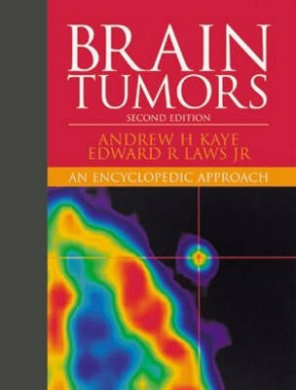 BRAIN
TUMORS
SECOND EDITION
ANDREW H KAYE
EDWARD R LAWS JR
AN ENCYCLOPEDIC APPROACH